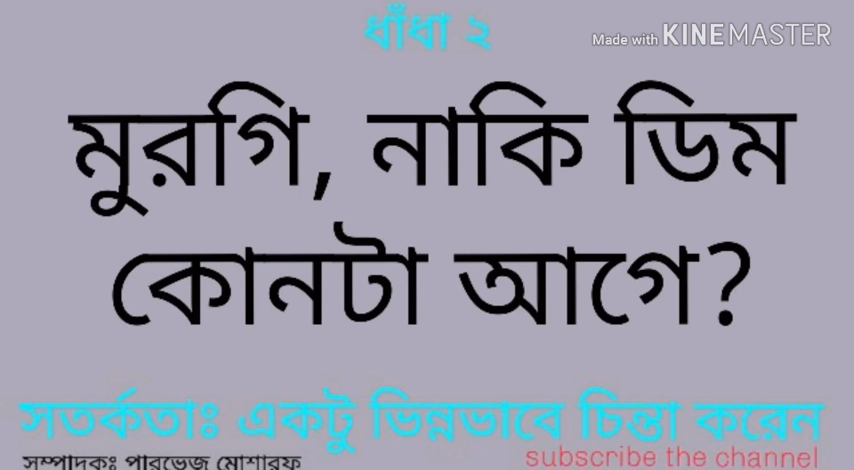 ধাঁধা ২
Made with KINEMASTER
মুরগি, নাকি ডিম
কোনটা আগে?
সতর্কতাঃ একটু ভিন্নভাবে চিন্তা করেন
সম্পাদকঃ পারভেজ মোশারফ
subscribe the channel